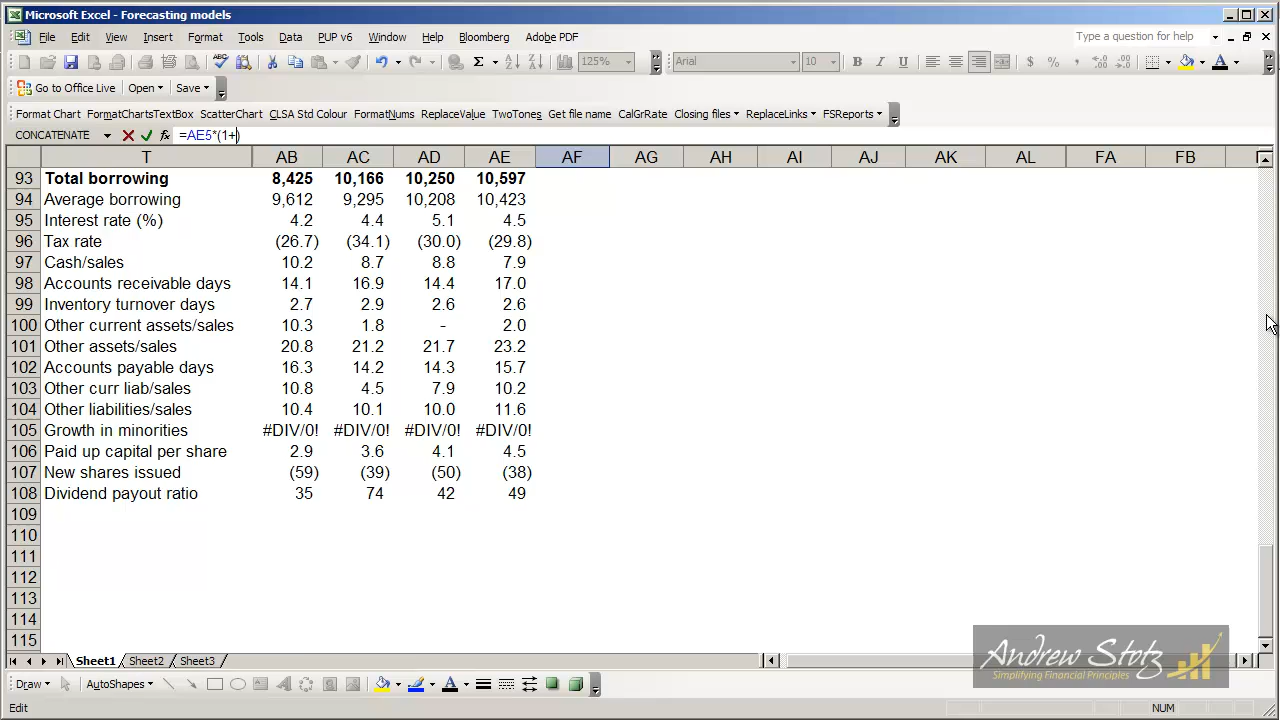 Microsoft Excel - Forecasting models
File Edit View Insert Format Tools Data PUP v6 Window Help Bloomberg Adobe PDF Type a question for help
Σ 125% Arial 10 B I U $ % ,
Go to Office Live Open Save
Format Chart FormatChartsTextBox ScatterChart CLSA Std Colour FormatNums ReplaceValue TwoTones Get file name CalGrRate Closing files ReplaceLinks FSReports
CONCATENATE fx =AE5*(1+)
T AB AC AD AE AF AG AH AI AJ AK AL FA FB
93 Total borrowing 8,425 10,166 10,250 10,597
94 Average borrowing 9,612 9,295 10,208 10,423
95 Interest rate (%) 4.2 4.4 5.1 4.5
96 Tax rate (26.7) (34.1) (30.0) (29.8)
97 Cash/sales 10.2 8.7 8.8 7.9
98 Accounts receivable days 14.1 16.9 14.4 17.0
99 Inventory turnover days 2.7 2.9 2.6 2.6
100 Other current assets/sales 10.3 1.8 - 2.0
101 Other assets/sales 20.8 21.2 21.7 23.2
102 Accounts payable days 16.3 14.2 14.3 15.7
103 Other curr liab/sales 10.8 4.5 7.9 10.2
104 Other liabilities/sales 10.4 10.1 10.0 11.6
105 Growth in minorities #DIV/0! #DIV/0! #DIV/0! #DIV/0!
106 Paid up capital per share 2.9 3.6 4.1 4.5
107 New shares issued (59) (39) (50) (38)
108 Dividend payout ratio 35 74 42 49
109
110
111
112
113
114
115
Andrew Stotz
Simplifying Financial Principles
Sheet1 Sheet2 Sheet3
Draw AutoShapes A A
Edit NUM